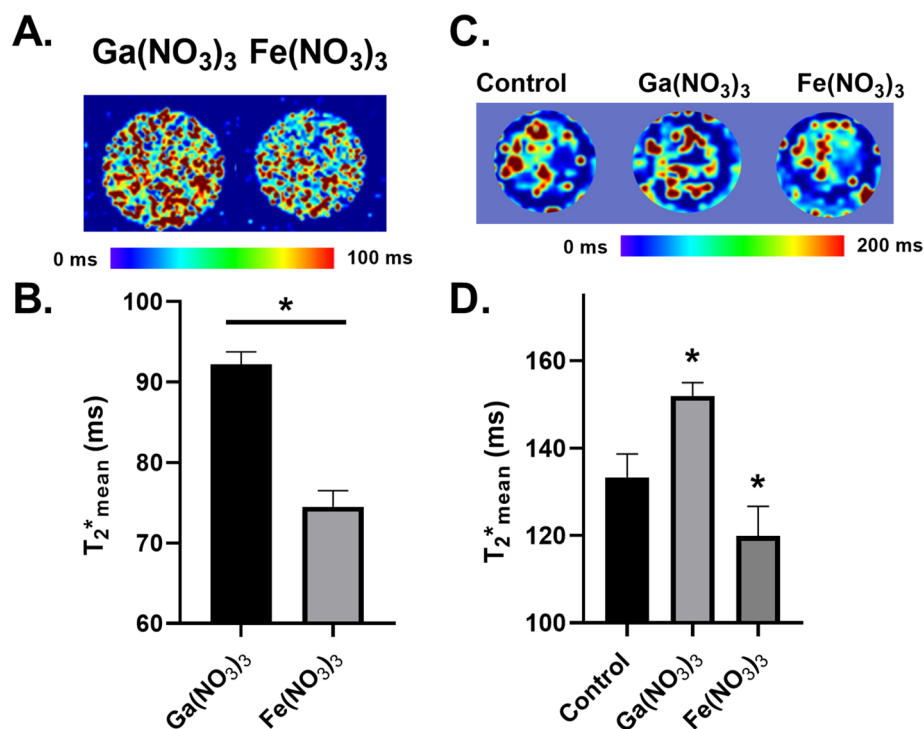 A.
Ga(NO3)3 Fe(NO3)3
0 ms 100 ms
B.
100
90
80
70
60
T2*mean (ms)
*
Ga(NO3)3
Fe(NO3)3
C.
Control Ga(NO3)3 Fe(NO3)3
0 ms 200 ms
D.
160
140
120
100
T2*mean (ms)
*
*
Control
Ga(NO3)3
Fe(NO3)3